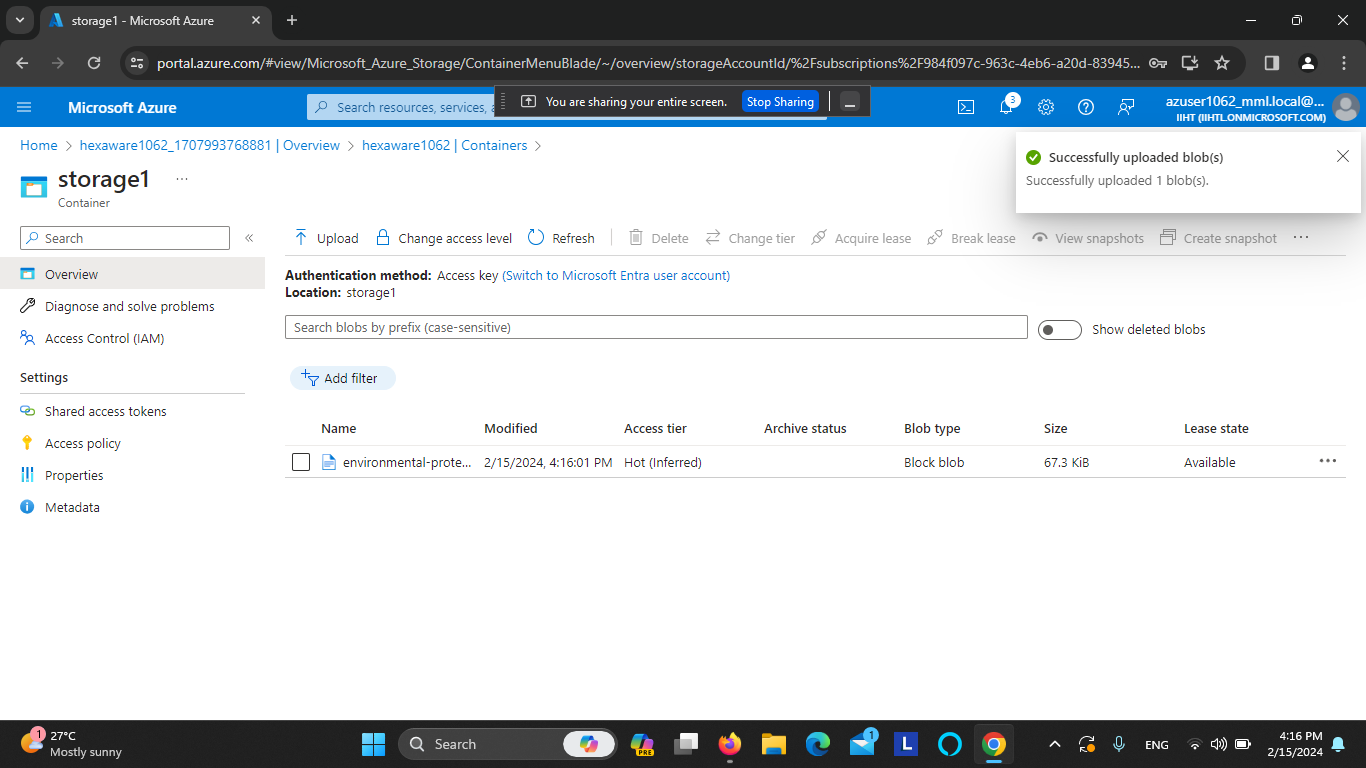 storage1 - Microsoft Azure
portal.azure.com/#view/Microsoft_Azure_Storage/ContainerMenuBlade/~/overview/storageAccountId/%2Fsubscriptions%2F984f097c-963c-4eb6-a20d-83945...
Microsoft Azure
Search resources, services, a
You are sharing your entire screen.
Stop Sharing
3
azuser1062_mml.local@...
IIHT (IIHTL.ONMICROSOFT.COM)
Home > hexaware1062_1707993768881 | Overview > hexaware1062 | Containers >
storage1 ...
Container
Successfully uploaded blob(s)
Successfully uploaded 1 blob(s).
Search
Overview
Diagnose and solve problems
Access Control (IAM)
Settings
Shared access tokens
Access policy
Properties
Metadata
Upload Change access level Refresh Delete Change tier Acquire lease Break lease View snapshots Create snapshot ...
Authentication method: Access key (Switch to Microsoft Entra user account)
Location: storage1
Search blobs by prefix (case-sensitive)
Show deleted blobs
Add filter
Name Modified Access tier Archive status Blob type Size Lease state
environmental-prote... 2/15/2024, 4:16:01 PM Hot (Inferred) Block blob 67.3 KiB Available
1
27°C
Mostly sunny
Search
PRE
1
L
ENG
4:16 PM
2/15/2024